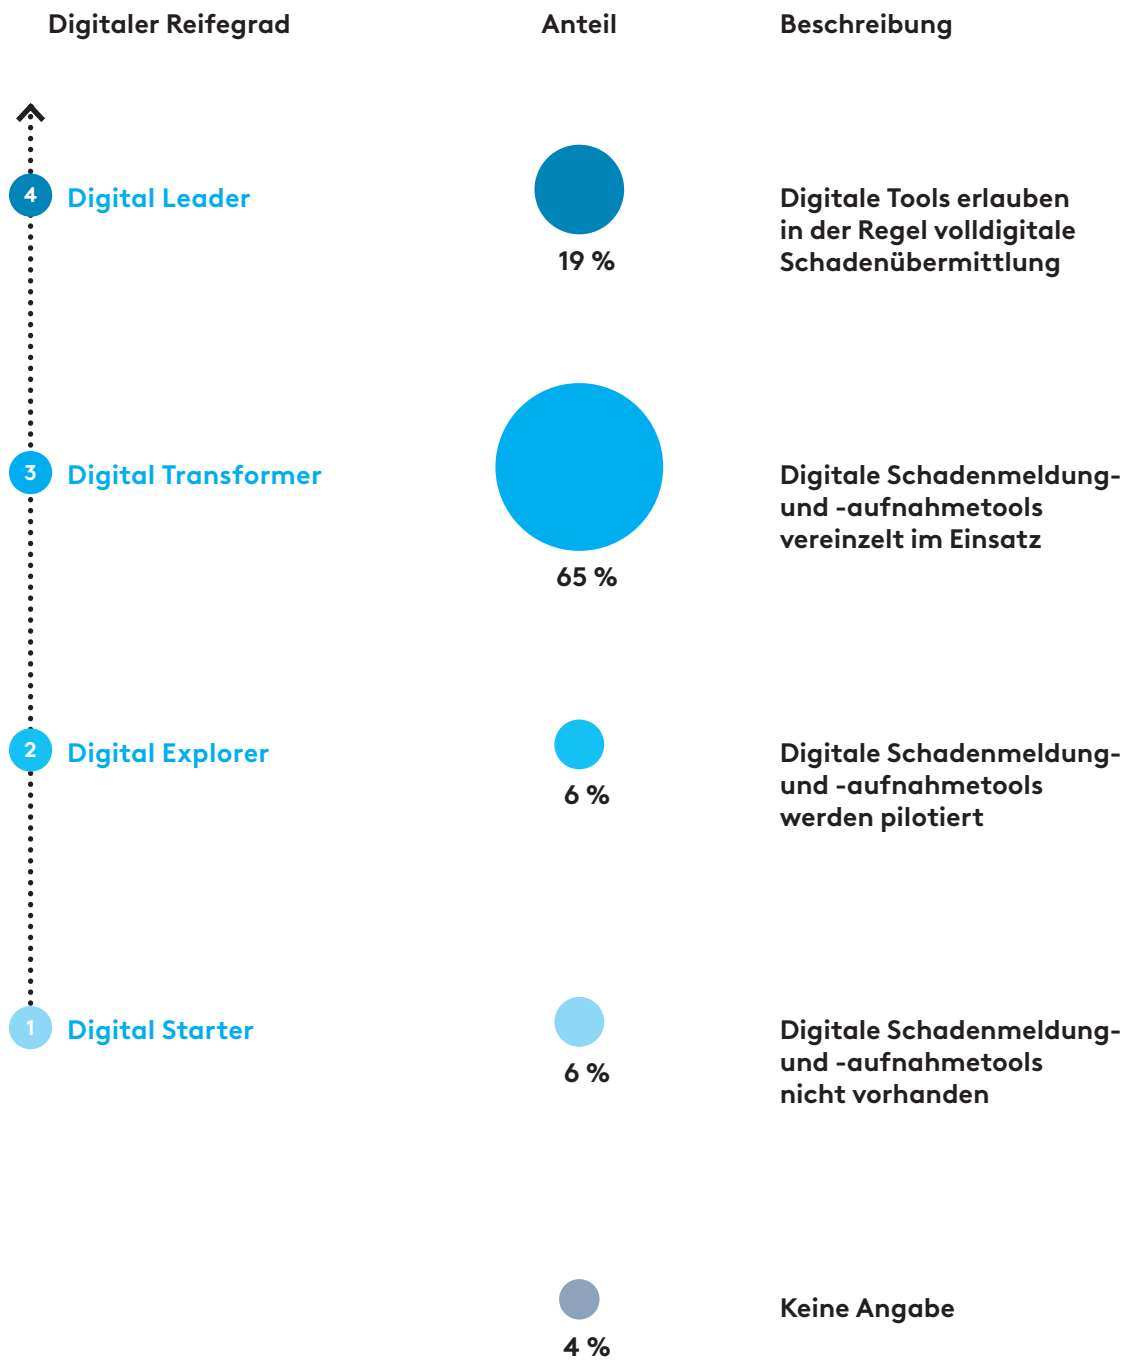 Digitaler Reifegrad Anteil Beschreibung
4 Digital Leader
19 %
Digitale Tools erlauben
in der Regel volldigitale
Schadenübermittlung
3 Digital Transformer
65 %
Digitale Schadenmeldung-
und -aufnahmetools
vereinzelt im Einsatz
2 Digital Explorer
6 %
Digitale Schadenmeldung-
und -aufnahmetools
werden pilotiert
1 Digital Starter
6 %
Digitale Schadenmeldung-
und -aufnahmetools
nicht vorhanden
4 %
Keine Angabe